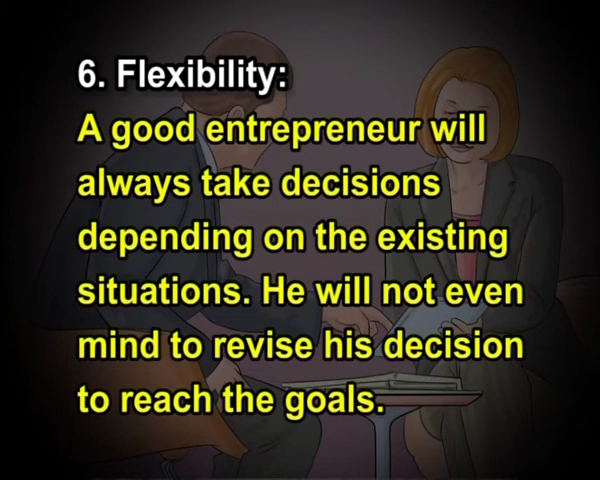 6. Flexibility:
A good entrepreneur will
always take decisions
depending on the existing
situations. He will not even
mind to revise his decision
to reach the goals.